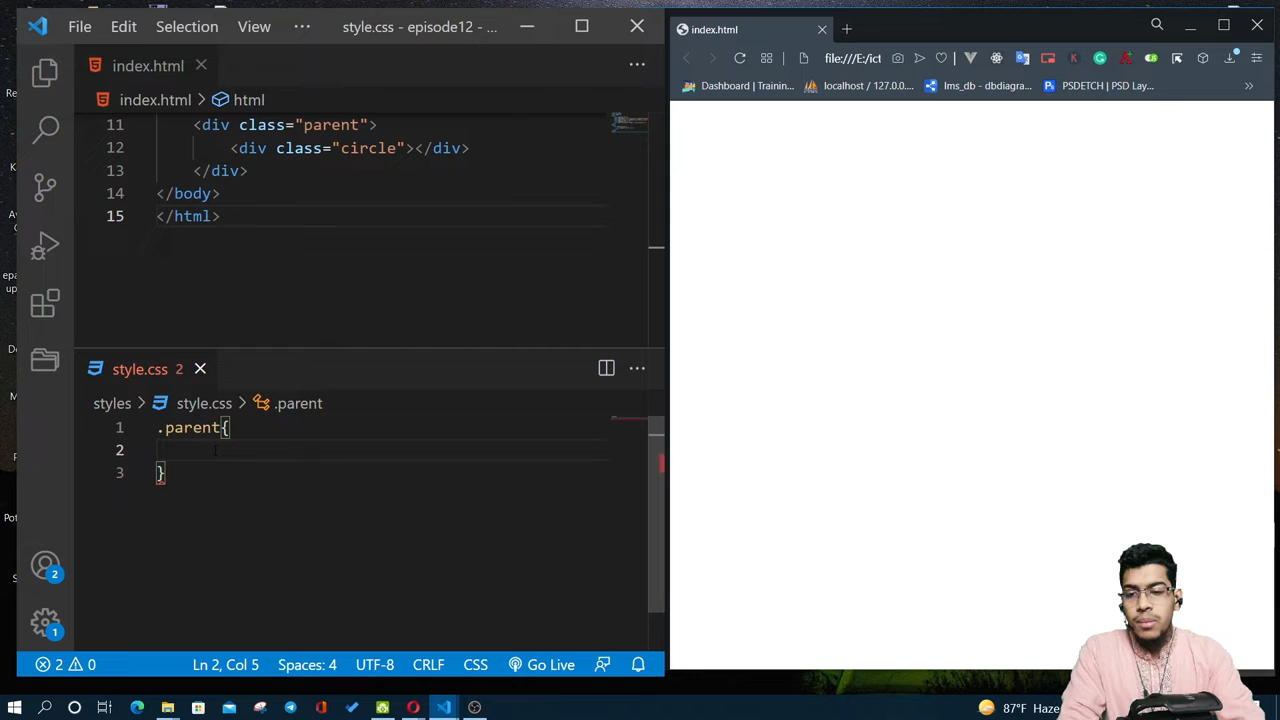 File Edit Selection View ··· style.css - episode12 - ...
index.html
index.html > html
11 <div class="parent">
12 <div class="circle"></div>
13 </div>
14 </body>
15 </html>
style.css 2
styles > style.css > .parent
1 .parent{
2
3 }
2
1
2 0 Ln 2, Col 5 Spaces: 4 UTF-8 CRLF CSS Go Live
index.html
file:///E:/ict
Dashboard | Trainin... localhost / 127.0.0.... lms_db - dbdiagra... PSDETCH | PSD Lay... »
87°F Haze